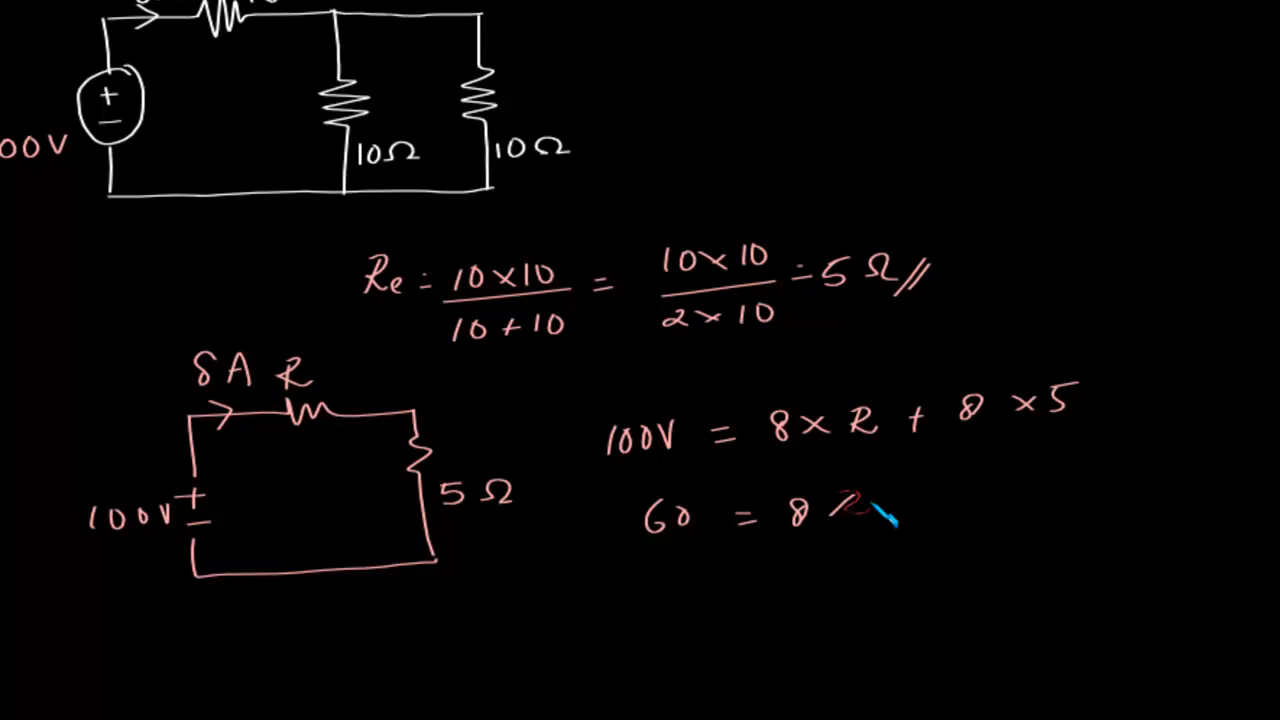 00V
10Ω
10Ω
Re = 10×10 / 10+10 = 10×10 / 2×10 = 5Ω//
8A R
100V
+
−
5Ω
100V = 8×R + 8×5
60 = 8R